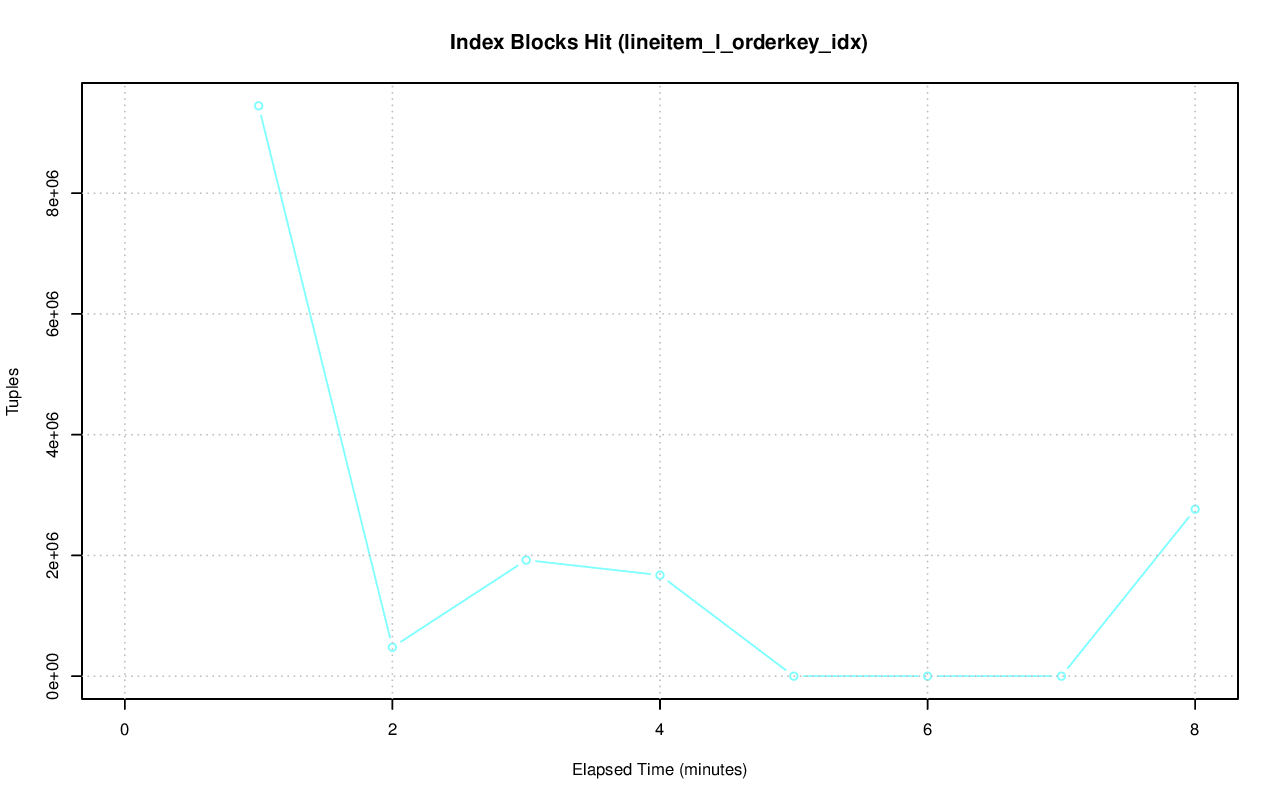 Index Blocks Hit (lineitem_l_orderkey_idx)
Tuples
8e+06
6e+06
4e+06
2e+06
0e+00
0 2 4 6 8
Elapsed Time (minutes)